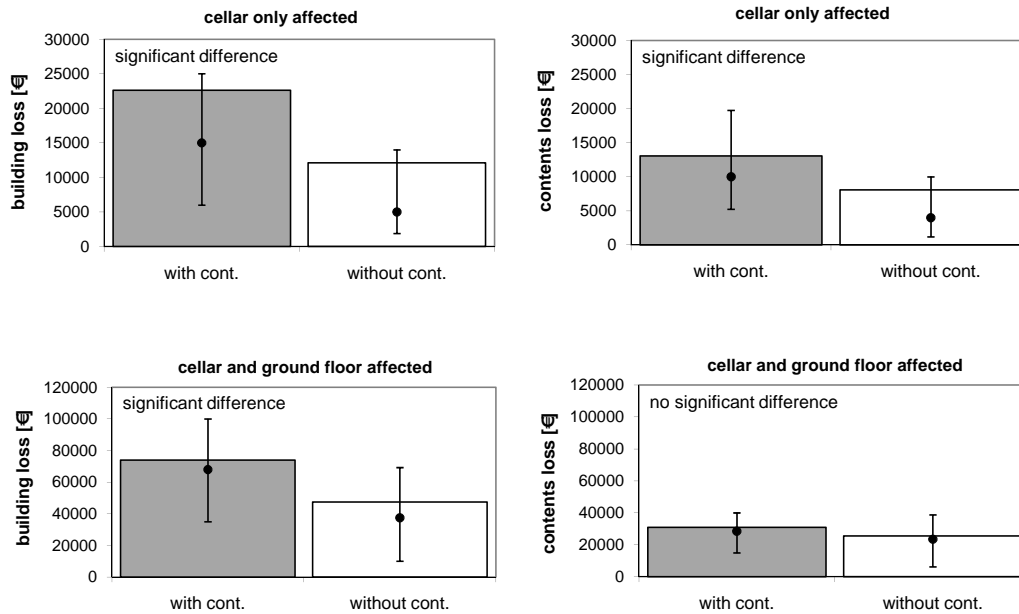 cellar only affected
building loss [€]
30000
25000
20000
15000
10000
5000
0
significant difference
with cont.
without cont.
cellar only affected
contents loss [€]
30000
25000
20000
15000
10000
5000
0
significant difference
with cont.
without cont.
cellar and ground floor affected
building loss [€]
120000
100000
80000
60000
40000
20000
0
significant difference
with cont.
without cont.
cellar and ground floor affected
contents loss [€]
120000
100000
80000
60000
40000
20000
0
no significant difference
with cont.
without cont.